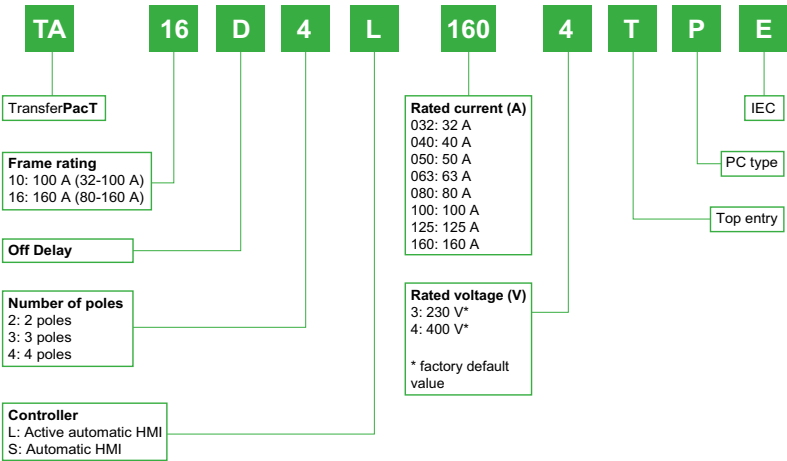 TA 16 D 4 L 160 4 T P E
TransferPacT
Frame rating
10: 100 A (32-100 A)
16: 160 A (80-160 A)
Off Delay
Number of poles
2: 2 poles
3: 3 poles
4: 4 poles
Controller
L: Active automatic HMI
S: Automatic HMI
Rated current (A)
032: 32 A
040: 40 A
050: 50 A
063: 63 A
080: 80 A
100: 100 A
125: 125 A
160: 160 A
Rated voltage (V)
3: 230 V*
4: 400 V*
* factory default
value
IEC
PC type
Top entry